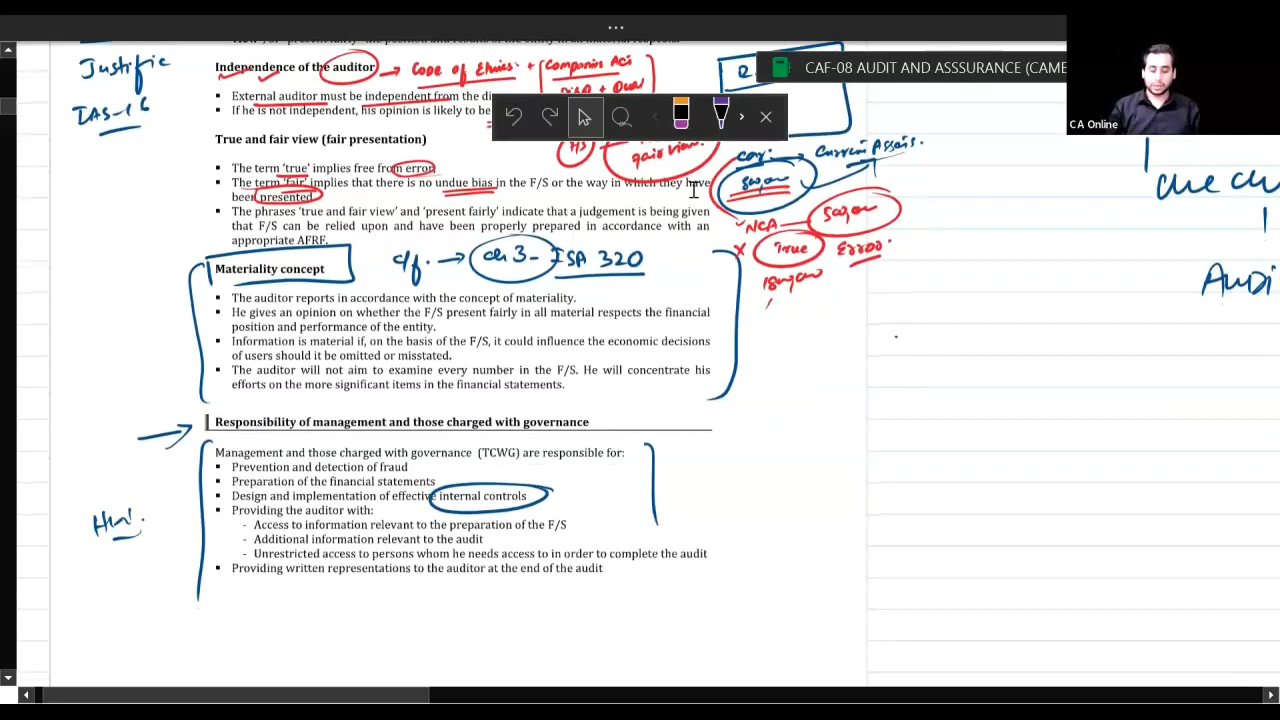 CAF-08 AUDIT AND ASSSURANCE (CAME
CA Online
Justific
IAS-16
Independence of the auditor → Code of Ethics + Companies Act
External auditor must be independent from the di
If he is not independent, his opinion is likely to be
True and fair view (fair presentation)
F/S
fair view.
The term 'true' implies free from error
The term 'fair' implies that there is no undue bias in the F/S or the way in which they have
been presented
The phrases 'true and fair view' and 'present fairly' indicate that a judgement is being given
that F/S can be relied upon and have been properly prepared in accordance with an
appropriate AFRF.
Current Assets.
NCA
x True Error
Materiality concept
c/f. → ch 3 - ISA 320
The auditor reports in accordance with the concept of materiality.
He gives an opinion on whether the F/S present fairly in all material respects the financial
position and performance of the entity.
Information is material if, on the basis of the F/S, it could influence the economic decisions
of users should it be omitted or misstated.
The auditor will not aim to examine every number in the F/S. He will concentrate his
efforts on the more significant items in the financial statements.
Responsibility of management and those charged with governance
Management and those charged with governance (TCWG) are responsible for:
Prevention and detection of fraud
Preparation of the financial statements
Design and implementation of effective internal controls
Providing the auditor with:
- Access to information relevant to the preparation of the F/S
- Additional information relevant to the audit
- Unrestricted access to persons whom he needs access to in order to complete the audit
Providing written representations to the auditor at the end of the audit
Audi